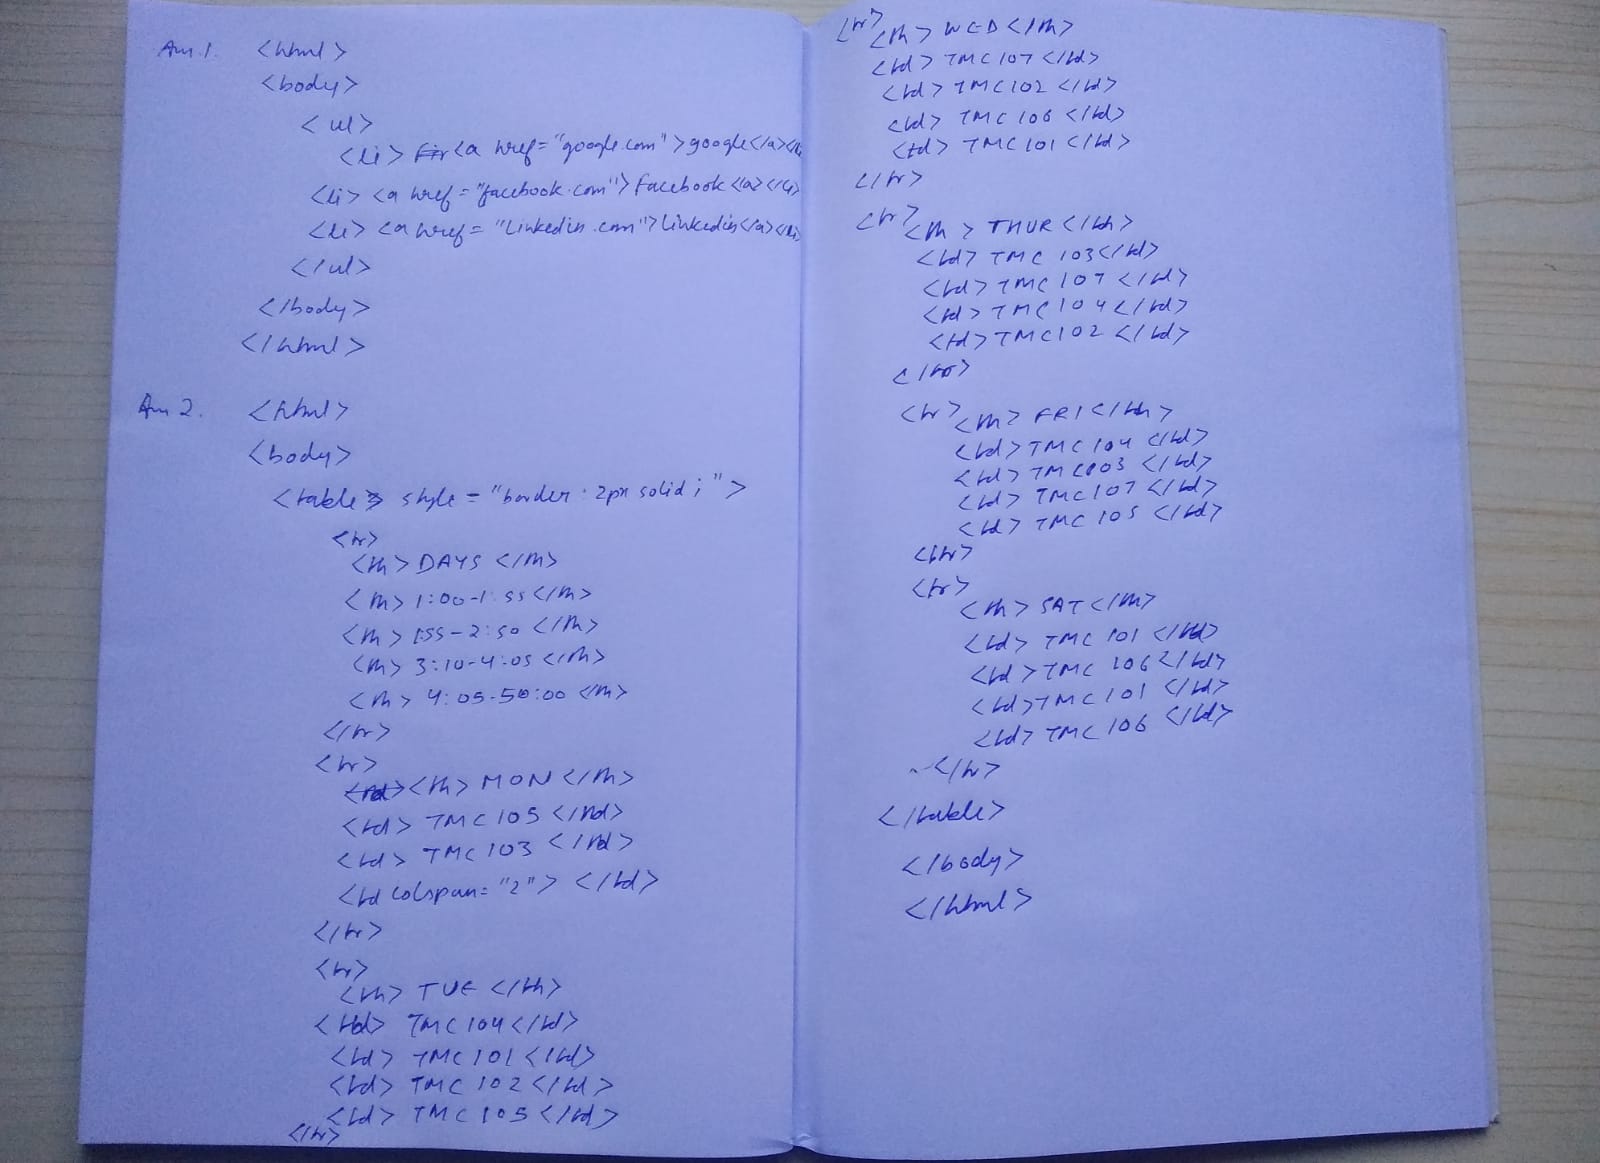 Ans 1. <html>
<body>
<ul>
<li> <a href="google.com">google</a></li
<li> <a href="facebook.com">facebook</a></li>
<li> <a href="linkedin.com">linkedin</a></li>
</ul>
</body>
</html>
Ans 2. <html>
<body>
<table style="border: 2px solid;">
<tr>
<th> DAYS </th>
<th> 1:00-1:55</th>
<th> 1:55-2:50 </th>
<th> 3:10-4:05 </th>
<th> 4:05-50:00 </th>
</tr>
<tr>
<th> MON </th>
<td> TMC 105 </td>
<td> TMC 103 </td>
<td colspan="2"> </td>
</tr>
<tr>
<th> TUE </th>
<td> TMC 104 </td>
<td> TMC 101 </td>
<td> TMC 102 </td>
<td> TMC 105 </td>
</tr>
<tr>
<th> WED </th>
<td> TMC 107 </td>
<td> TMC 102 </td>
<td> TMC 106 </td>
<td> TMC 101 </td>
</tr>
<tr>
<th> THUR </th>
<td> TMC 103</td>
<td> TMC 107 </td>
<td> TMC 104</td>
<td> TMC 102 </td>
</tr>
<tr>
<th> FRI </th>
<td> TMC 104 </td>
<td> TMC 103 </td>
<td> TMC 107 </td>
<td> TMC 105 </td>
</tr>
<tr>
<th> SAT </th>
<td> TMC 101 </td>
<td> TMC 106 </td>
<td> TMC 101 </td>
<td> TMC 106 </td>
</tr>
</table>
</body>
</html>